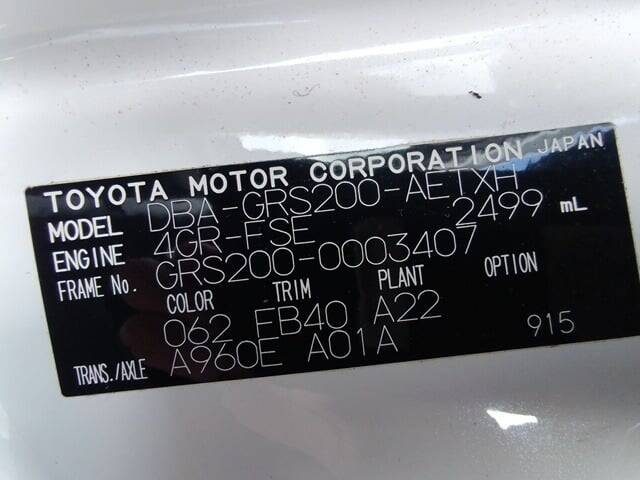 TOYOTA MOTOR CORPORATION JAPAN
MODEL DBA-GRS200-AETXH
ENGINE 4GR-FSE 2499 mL
FRAME No. GRS200-0003407
COLOR TRIM PLANT OPTION
062 FB40 A22
TRANS./AXLE A960E A01A 915